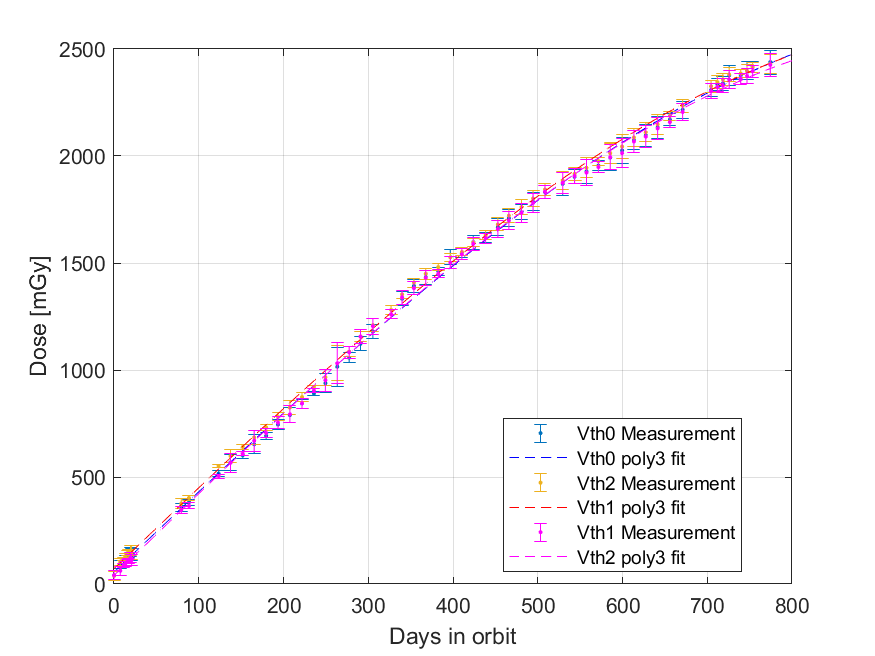 2500
2000
1500
1000
500
0
Dose [mGy]
0 100 200 300 400 500 600 700 800
Days in orbit
Vth0 Measurement
Vth0 poly3 fit
Vth2 Measurement
Vth1 poly3 fit
Vth1 Measurement
Vth2 poly3 fit